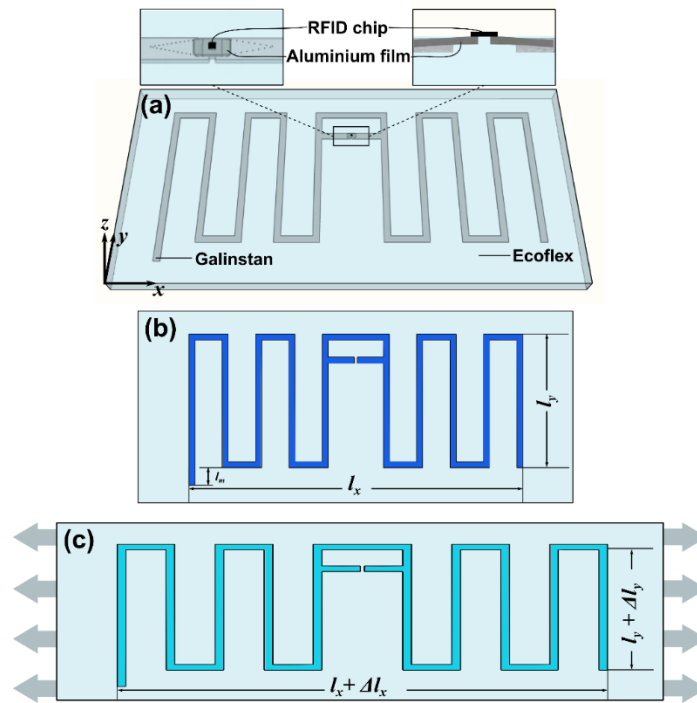 RFID chip
Aluminium film
(a)
z
y
x
Galinstan
Ecoflex
(b)
l_y
l_m
l_x
(c)
l_y + Δl_y
l_x + Δl_x